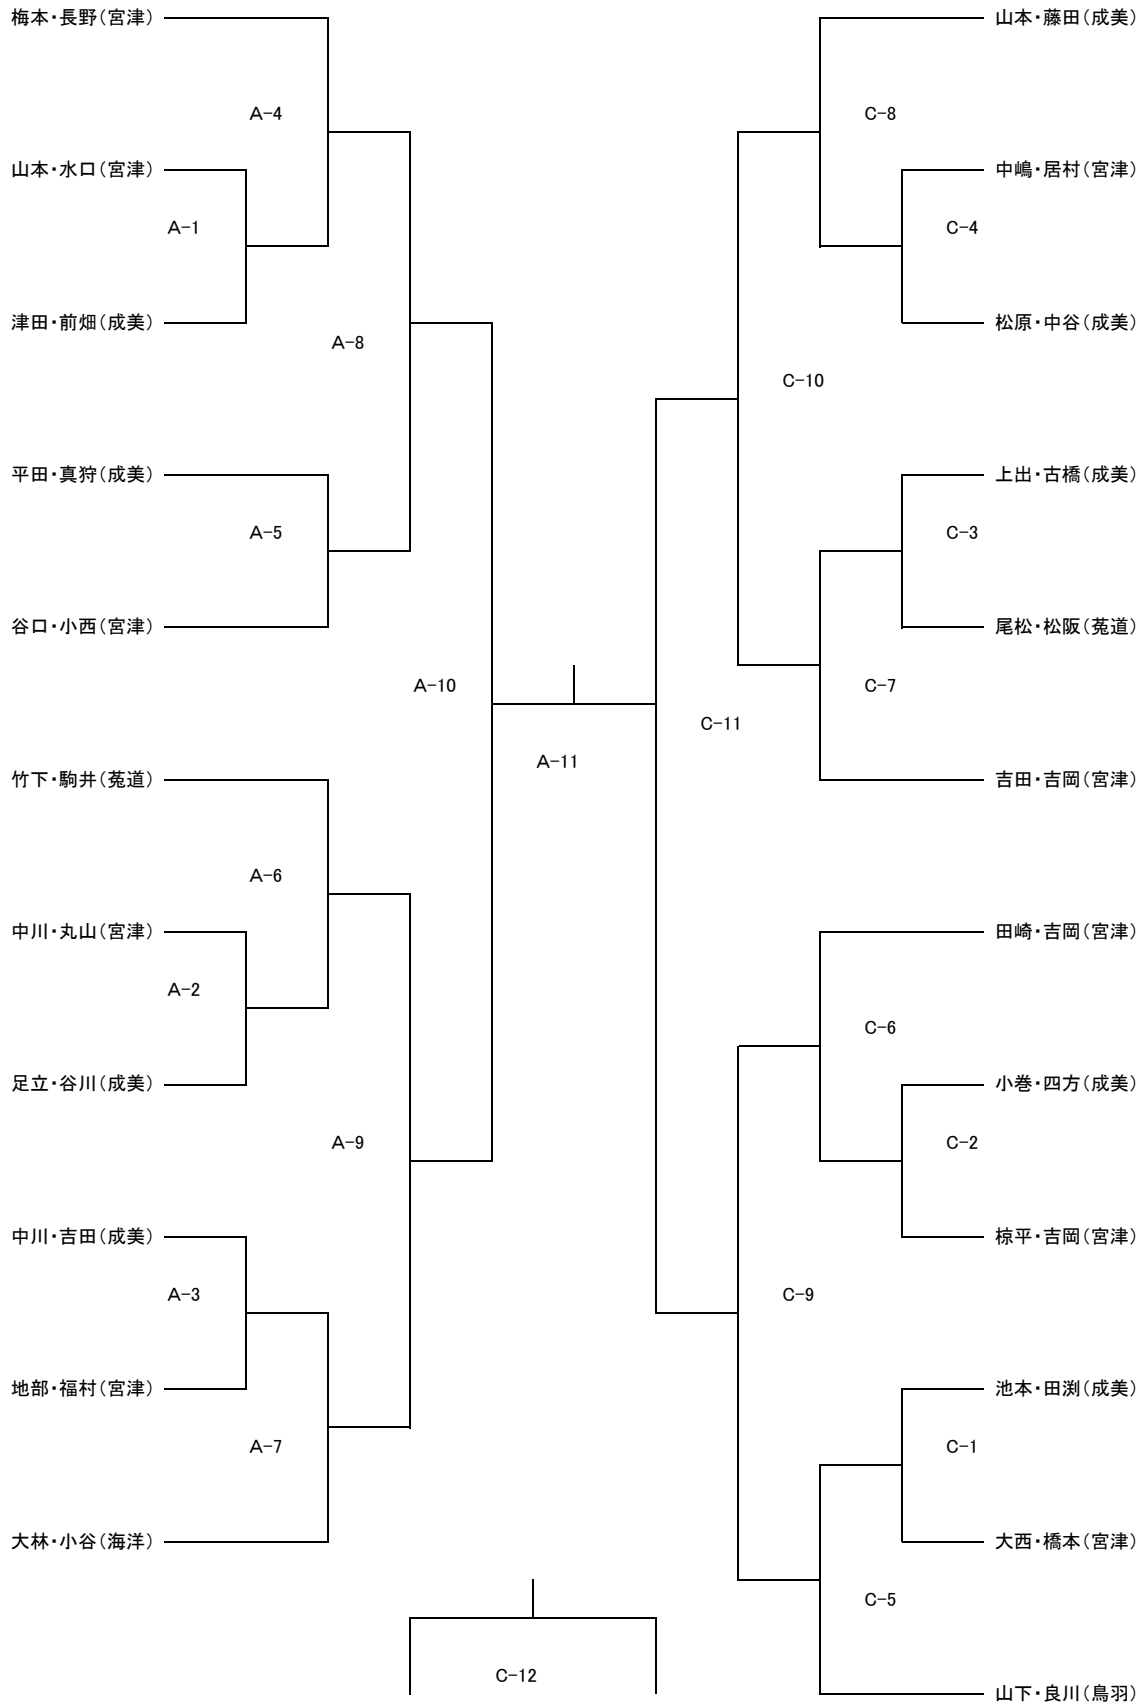 梅本・長野（宮津）
A-4
山本・水口（宮津）
A-1
津田・前畑（成美）
A-8
平田・真狩（成美）
A-5
谷口・小西（宮津）
A-10
竹下・駒井（菟道）
A-6
中川・丸山（宮津）
A-2
足立・谷川（成美）
A-9
中川・吉田（成美）
A-3
地部・福村（宮津）
A-7
大林・小谷（海洋）
A-11
C-12
山本・藤田（成美）
C-8
中嶋・居村（宮津）
C-4
松原・中谷（成美）
C-10
上出・古橋（成美）
C-3
尾松・松阪（菟道）
C-7
C-11
吉田・吉岡（宮津）
田崎・吉岡（宮津）
C-6
小巻・四方（成美）
C-2
椋平・吉岡（宮津）
C-9
池本・田渕（成美）
C-1
大西・橋本（宮津）
C-5
山下・良川（鳥羽）